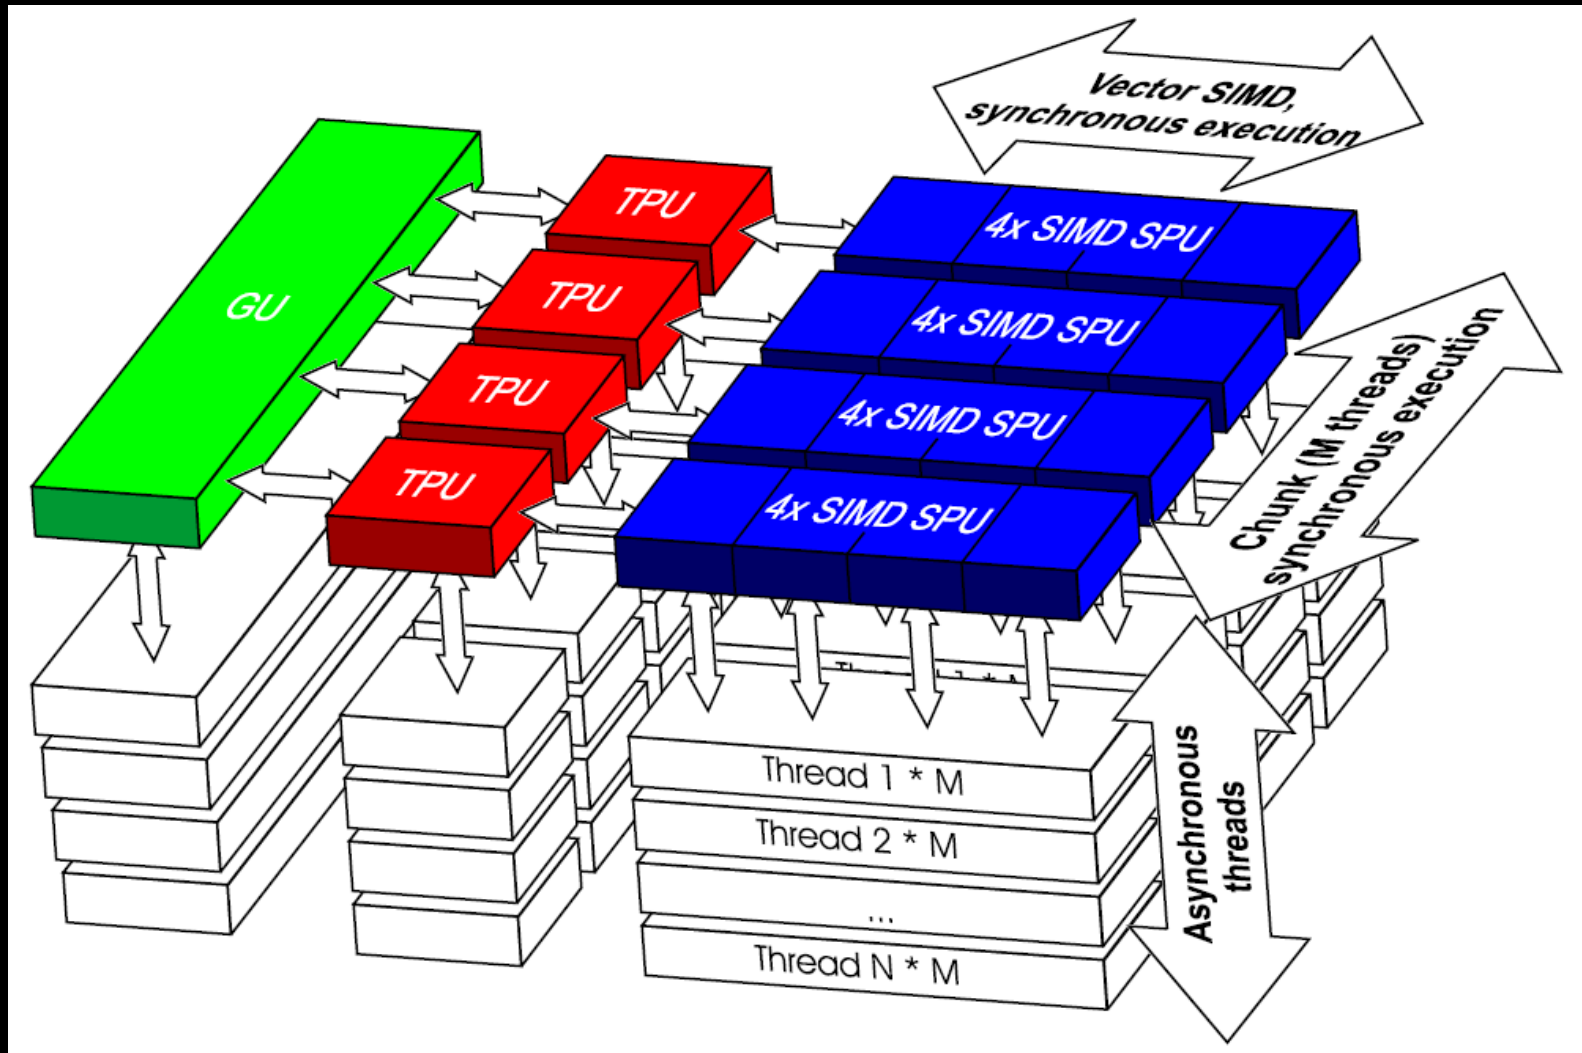 Vector SIMD,
synchronous execution
GU
TPU
TPU
TPU
TPU
4x SIMD SPU
4x SIMD SPU
4x SIMD SPU
4x SIMD SPU
Chunk (M threads)
synchronous execution
Thread 1 * M
Thread 2 * M
...
Thread N * M
Asynchronous
threads